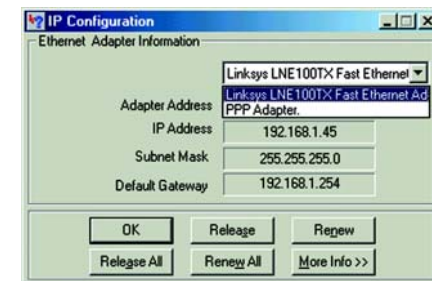 IP Configuration
Ethernet Adapter Information
Linksys LNE100TX Fast Ethernet
Linksys LNE100TX Fast Ethernet Ad
PPP Adapter.
Adapter Address
IP Address 192.168.1.45
Subnet Mask 255.255.255.0
Default Gateway 192.168.1.254
OK Release Renew
Release All Renew All More Info >>